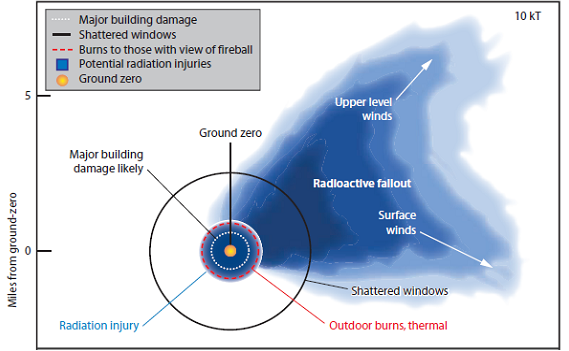 Major building damage
Shattered windows
Burns to those with view of fireball
Potential radiation injuries
Ground zero
10 kT
5
Upper level
winds
Ground zero
Major building
damage likely
Radioactive fallout
Surface
winds
0
Miles from ground-zero
Shattered windows
Radiation injury
Outdoor burns, thermal